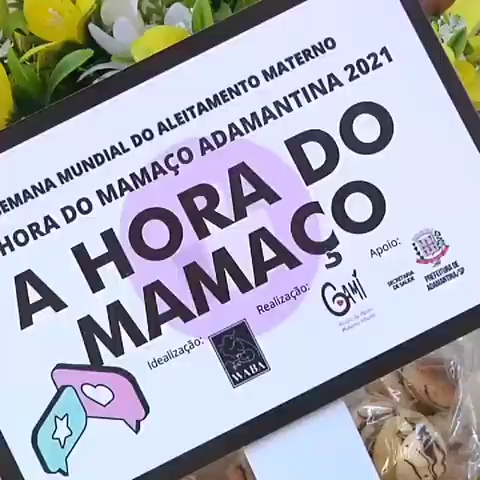 SEMANA MUNDIAL DO ALEITAMENTO MATERNO
HORA DO MAMAÇO ADAMANTINA 2021
A HORA DO
MAMAÇO
Idealização:
WABA
Realização:
GAMI
Apoio:
SECRETARIA
DA SAÚDE
PREFEITURA DE
ADAMANTINA/SP